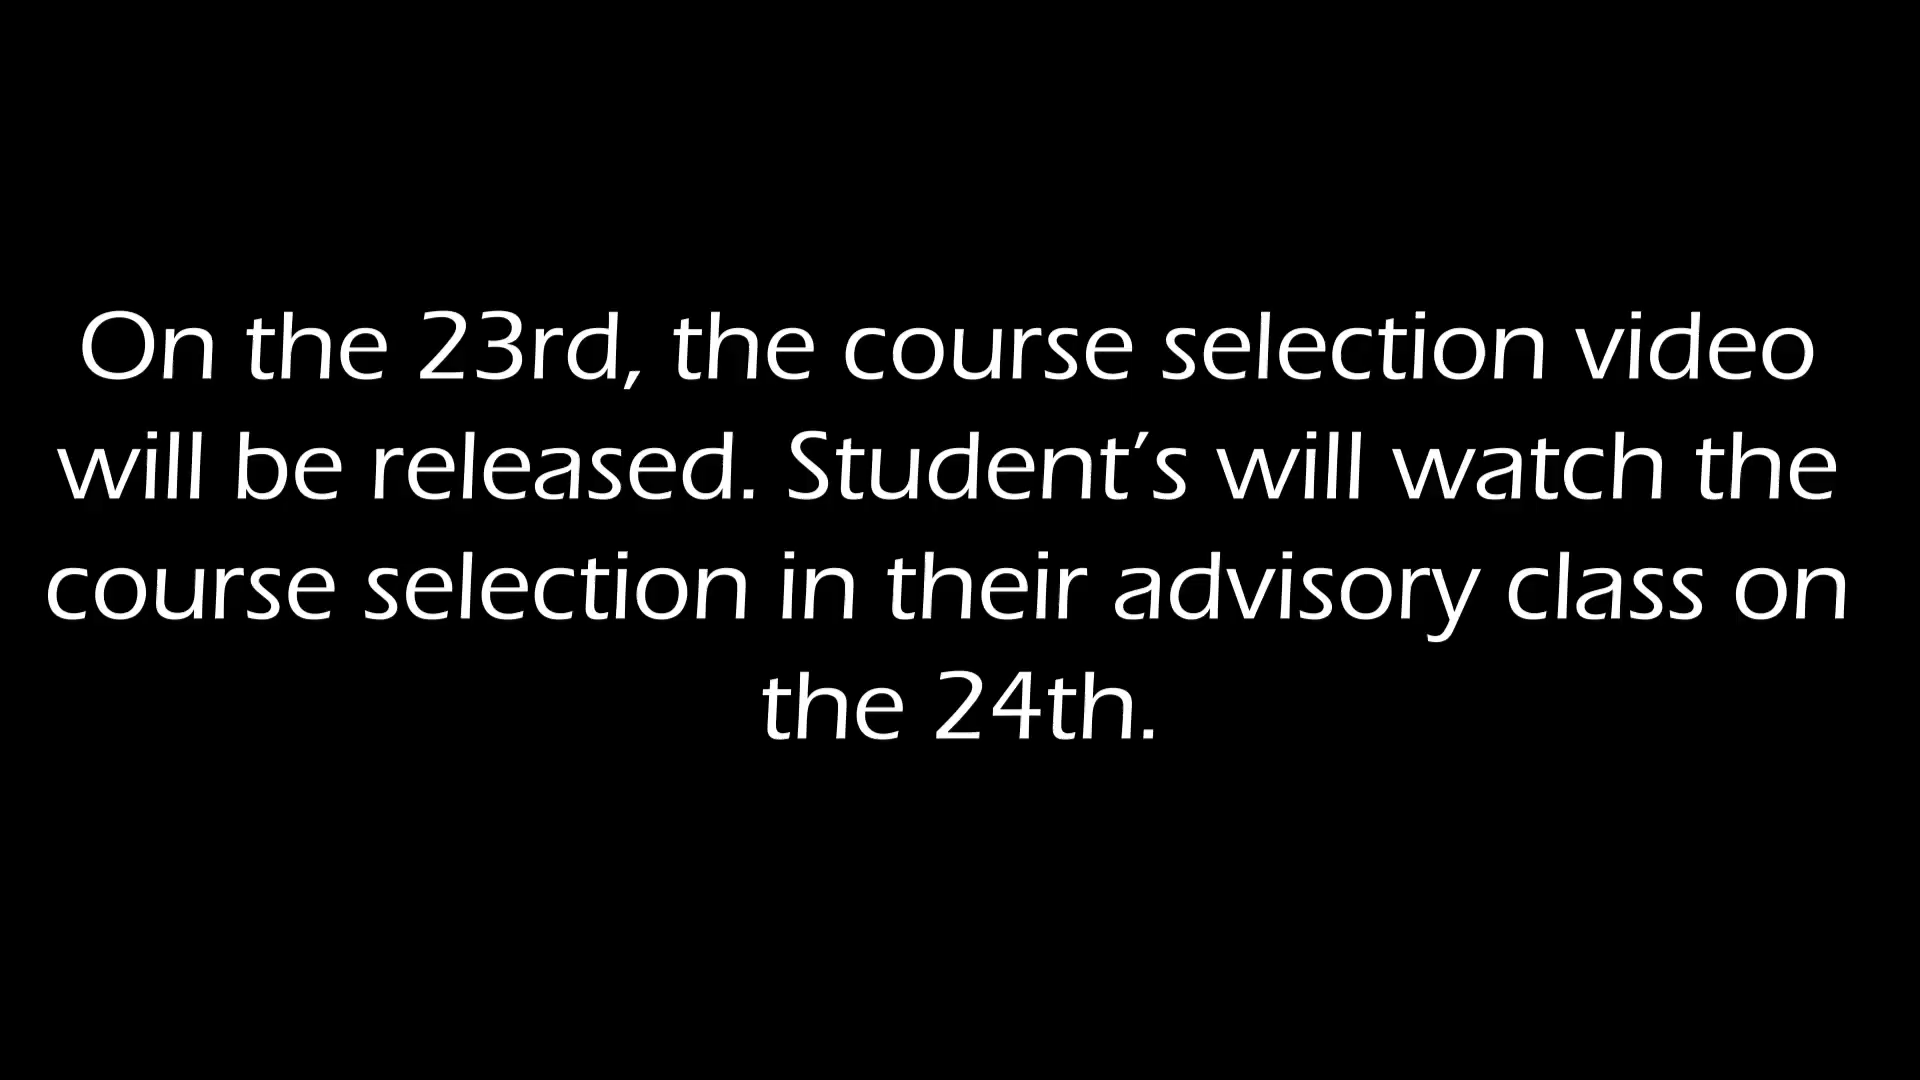 On the 23rd, the course selection video
will be released. Student’s will watch the
course selection in their advisory class on
the 24th.